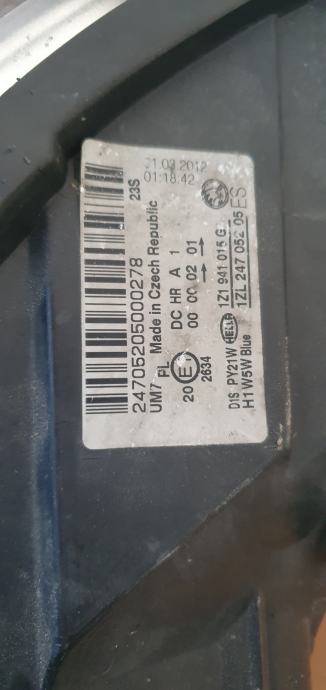 21.03.2012
01:18:42
23S
24705205000278
UM7 PL Made in Czech Republic
DC HR A 1
00 00 02 01
20 E
2634
1Z1 941 015 G
1ZL 247 052 05 ES
D1S PY21W HELLA
H1 W5W Blue